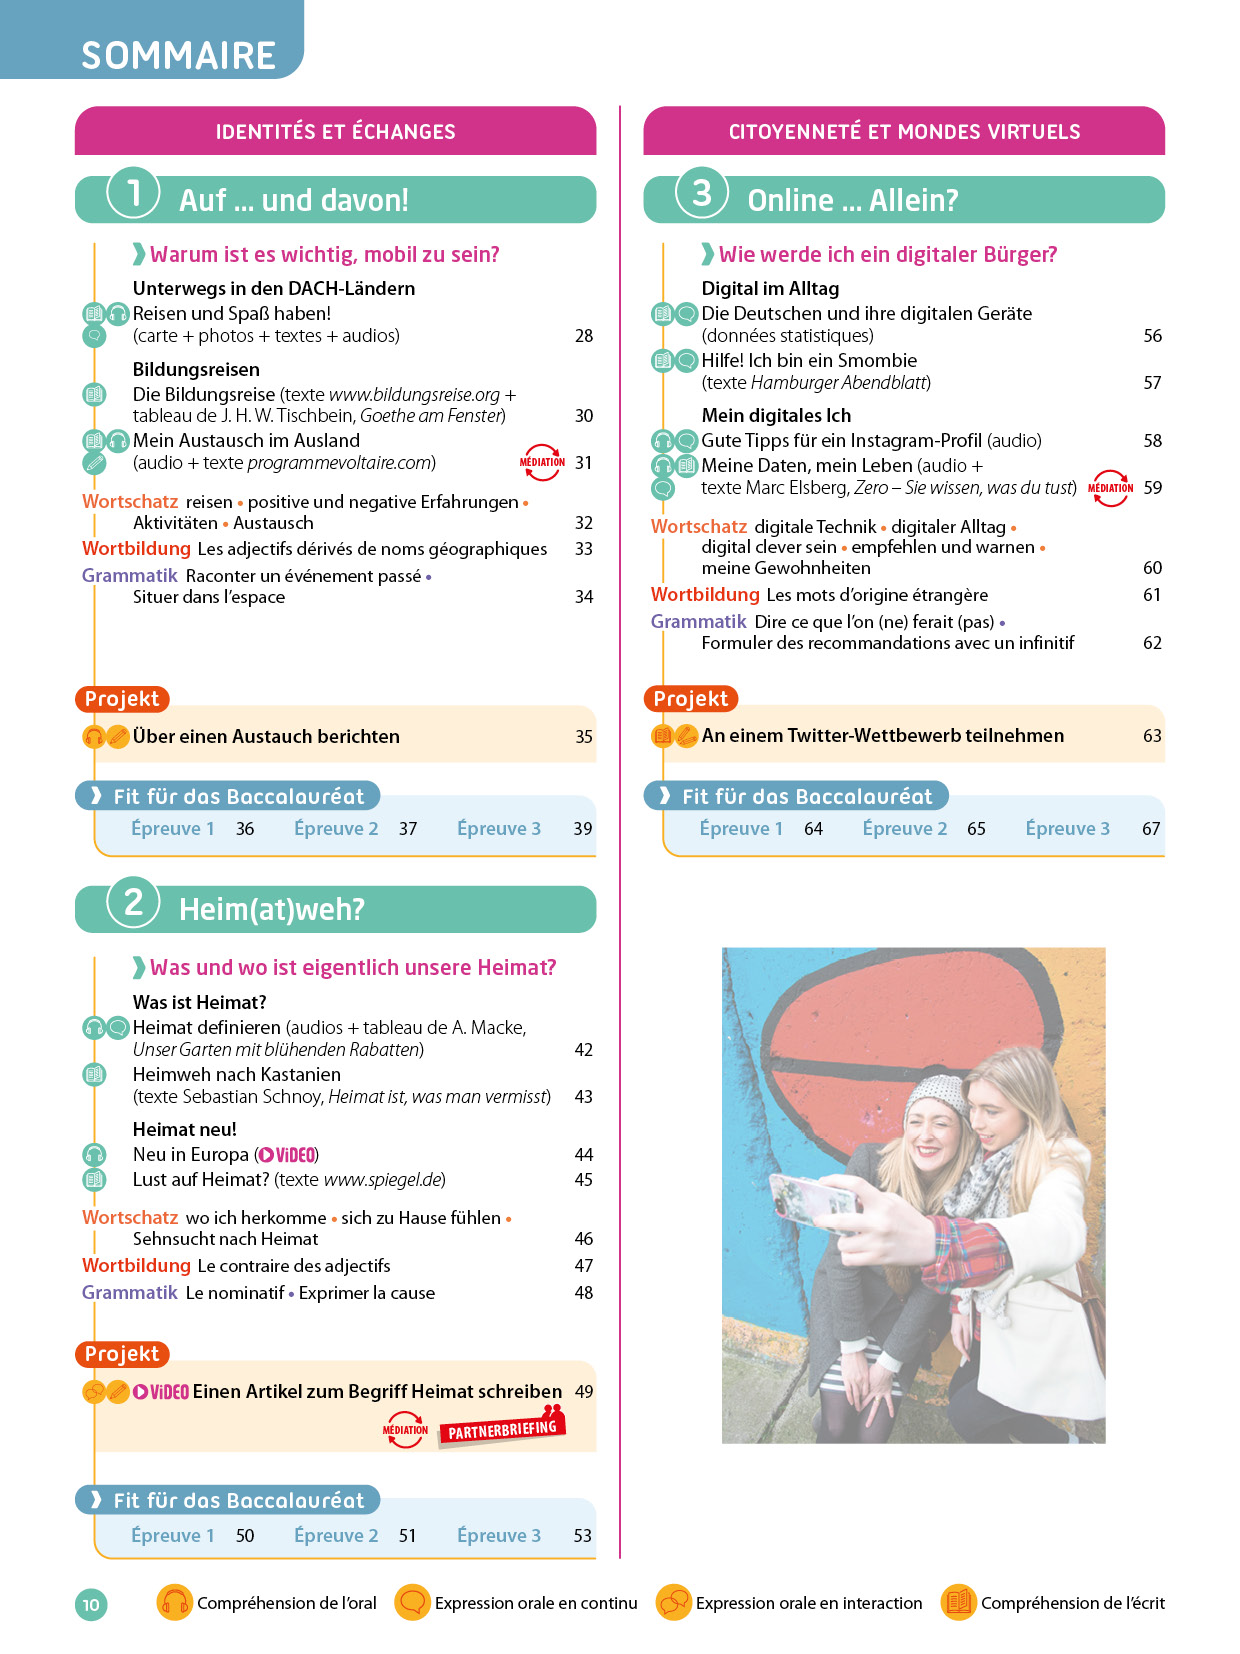 SOMMAIRE
IDENTITÉS ET ÉCHANGES
1 Auf ... und davon!
Warum ist es wichtig, mobil zu sein?
Unterwegs in den DACH-Ländern
Reisen und Spaß haben!
(carte + photos + textes + audios) 28
Bildungsreisen
Die Bildungsreise (texte www.bildungsreise.org +
tableau de J. H. W. Tischbein, Goethe am Fenster) 30
Mein Austausch im Ausland
(audio + texte programmevoltaire.com) MÉDIATION 31
Wortschatz reisen • positive und negative Erfahrungen •
Aktivitäten • Austausch 32
Wortbildung Les adjectifs dérivés de noms géographiques 33
Grammatik Raconter un événement passé •
Situer dans l'espace 34
Projekt
Über einen Austauch berichten 35
Fit für das Baccalauréat
Épreuve 1 36 Épreuve 2 37 Épreuve 3 39
2 Heim(at)weh?
Was und wo ist eigentlich unsere Heimat?
Was ist Heimat?
Heimat definieren (audios + tableau de A. Macke,
Unser Garten mit blühenden Rabatten) 42
Heimweh nach Kastanien
(texte Sebastian Schnoy, Heimat ist, was man vermisst) 43
Heimat neu!
Neu in Europa (ViDEO) 44
Lust auf Heimat? (texte www.spiegel.de) 45
Wortschatz wo ich herkomme • sich zu Hause fühlen •
Sehnsucht nach Heimat 46
Wortbildung Le contraire des adjectifs 47
Grammatik Le nominatif • Exprimer la cause 48
Projekt
ViDEO Einen Artikel zum Begriff Heimat schreiben 49
MÉDIATION PARTNERBRIEFING
Fit für das Baccalauréat
Épreuve 1 50 Épreuve 2 51 Épreuve 3 53
CITOYENNETÉ ET MONDES VIRTUELS
3 Online ... Allein?
Wie werde ich ein digitaler Bürger?
Digital im Alltag
Die Deutschen und ihre digitalen Geräte
(données statistiques) 56
Hilfe! Ich bin ein Smombie
(texte Hamburger Abendblatt) 57
Mein digitales Ich
Gute Tipps für ein Instagram-Profil (audio) 58
Meine Daten, mein Leben (audio +
texte Marc Elsberg, Zero – Sie wissen, was du tust) MÉDIATION 59
Wortschatz digitale Technik • digitaler Alltag •
digital clever sein • empfehlen und warnen •
meine Gewohnheiten 60
Wortbildung Les mots d'origine étrangère 61
Grammatik Dire ce que l'on (ne) ferait (pas) •
Formuler des recommandations avec un infinitif 62
Projekt
An einem Twitter-Wettbewerb teilnehmen 63
Fit für das Baccalauréat
Épreuve 1 64 Épreuve 2 65 Épreuve 3 67
10 Compréhension de l'oral Expression orale en continu Expression orale en interaction Compréhension de l'écrit